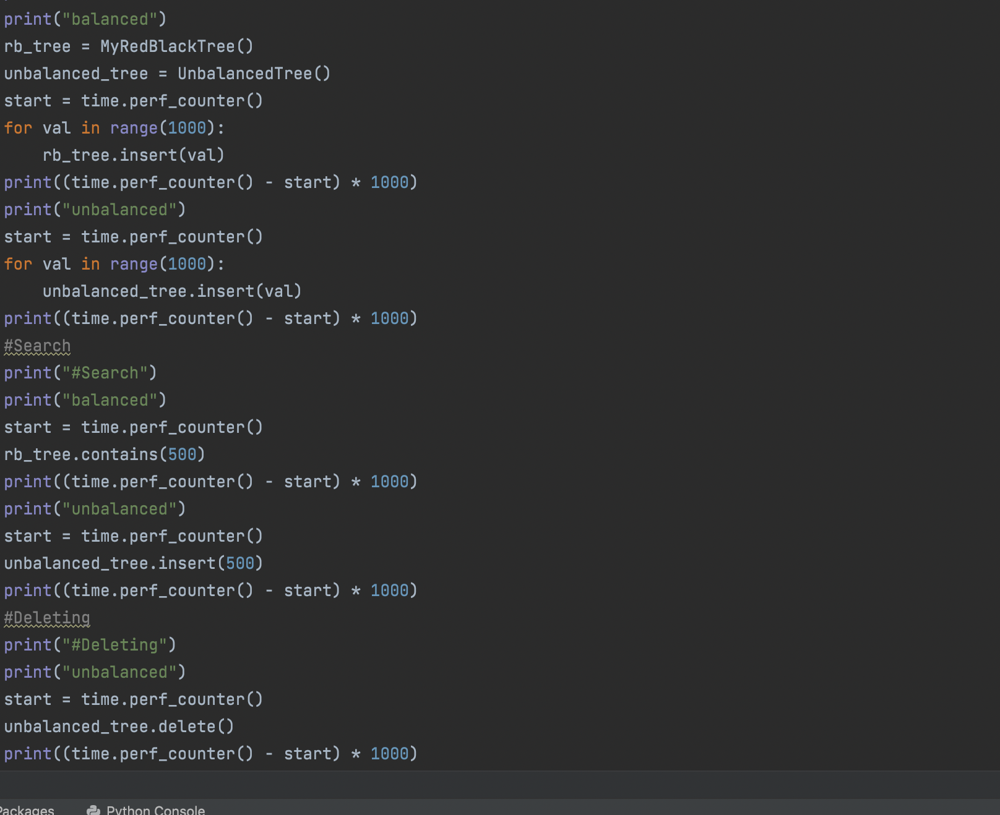 print("balanced")
rb_tree = MyRedBlackTree()
unbalanced_tree = UnbalancedTree()
start = time.perf_counter()
for val in range(1000):
    rb_tree.insert(val)
print((time.perf_counter() - start) * 1000)
print("unbalanced")
start = time.perf_counter()
for val in range(1000):
    unbalanced_tree.insert(val)
print((time.perf_counter() - start) * 1000)
#Search
print("#Search")
print("balanced")
start = time.perf_counter()
rb_tree.contains(500)
print((time.perf_counter() - start) * 1000)
print("unbalanced")
start = time.perf_counter()
unbalanced_tree.insert(500)
print((time.perf_counter() - start) * 1000)
#Deleting
print("#Deleting")
print("unbalanced")
start = time.perf_counter()
unbalanced_tree.delete()
print((time.perf_counter() - start) * 1000)
Packages Python Console